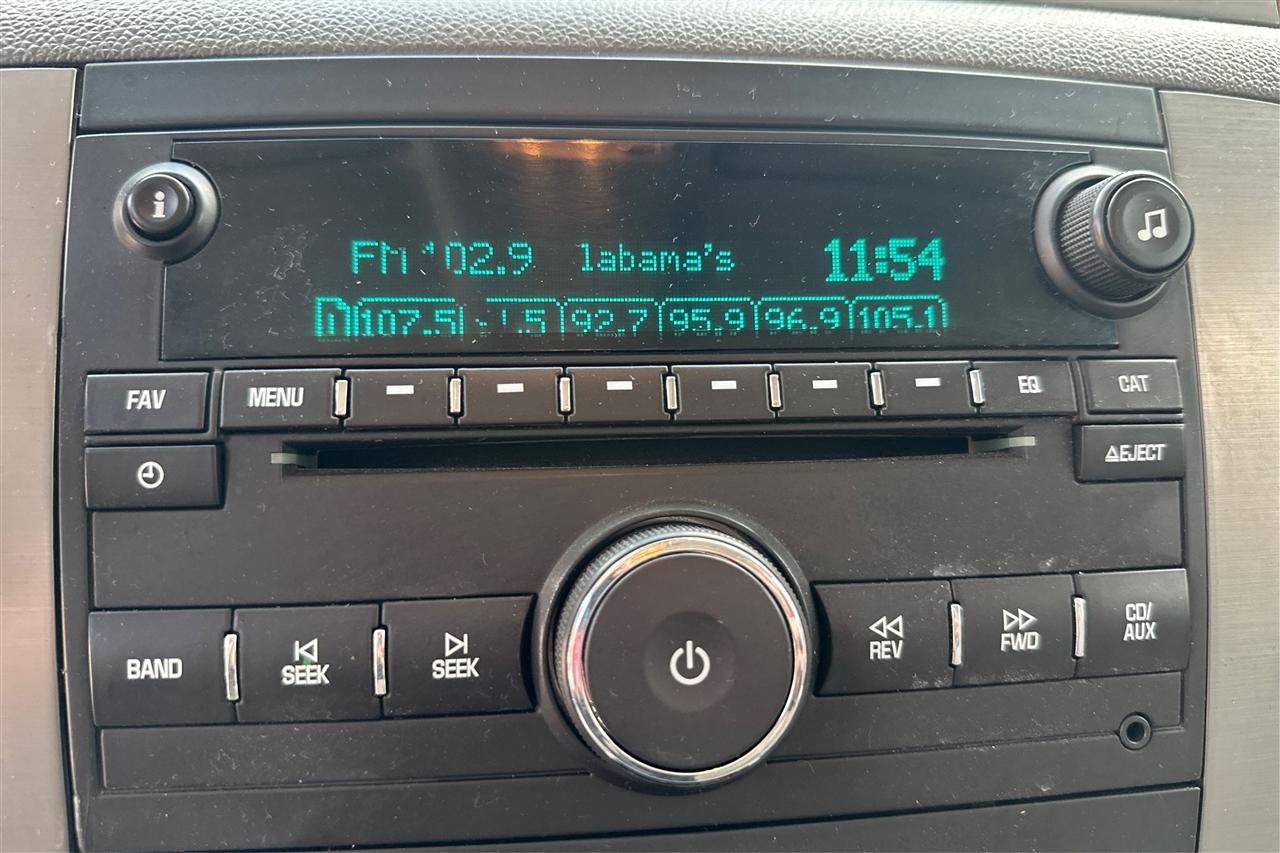 i
FM 102.9 labama's 11:54
107.5 92.7 95.9 96.9 105.1
FAV MENU EQ CAT
EJECT
BAND SEEK SEEK REV FWD CD/
AUX